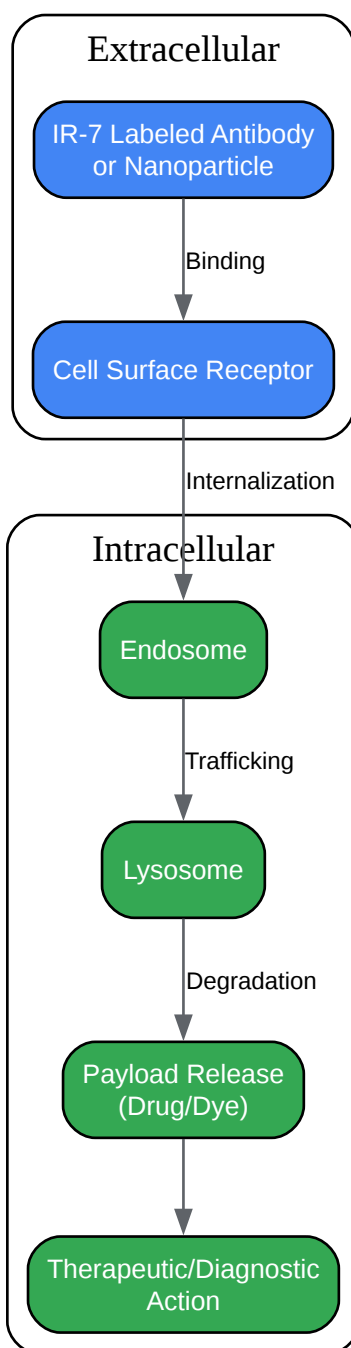 Extracellular
IR-7 Labeled Antibody
or Nanoparticle
Binding
Cell Surface Receptor
Internalization
Intracellular
Endosome
Trafficking
Lysosome
Degradation
Payload Release
(Drug/Dye)
Therapeutic/Diagnostic
Action